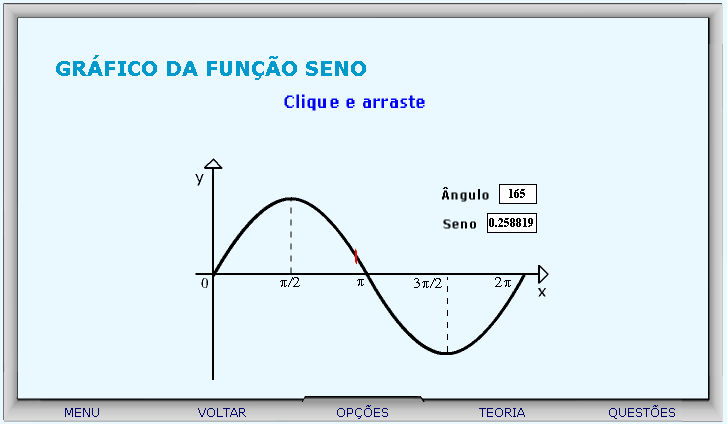 GRÁFICO DA FUNÇÃO SENO
Clique e arraste
y
Ângulo 165
Seno 0.258819
0 π/2 π 3π/2 2π
x
MENU VOLTAR OPÇÕES TEORIA QUESTÕES